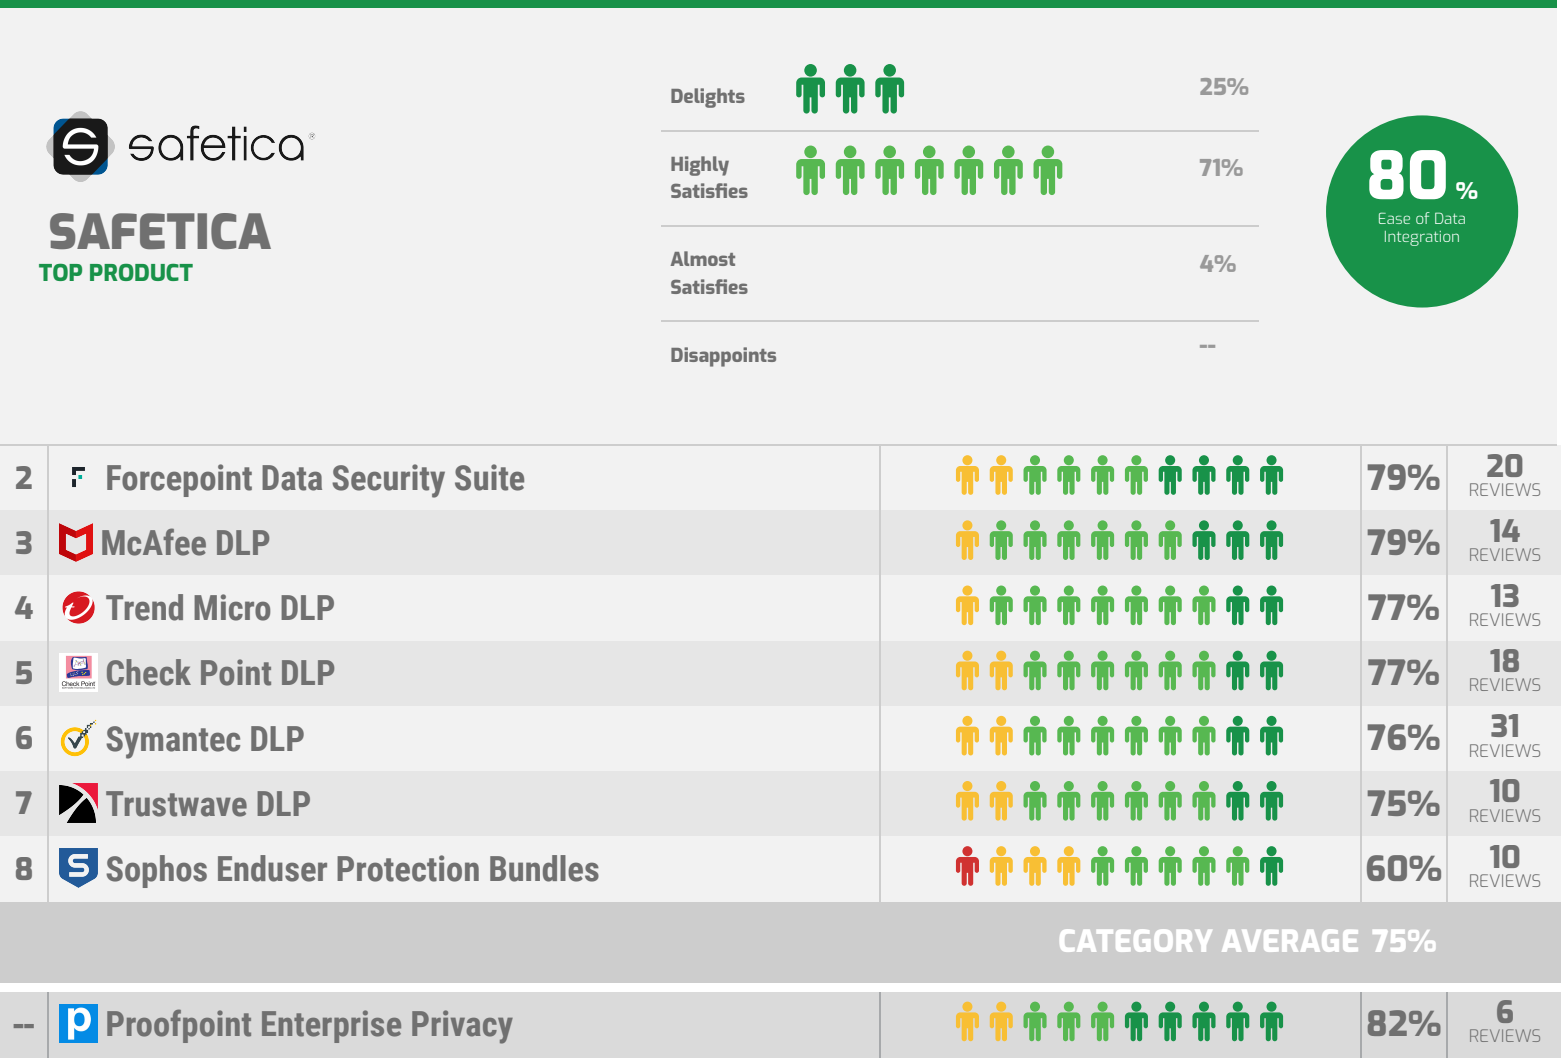 safetica®
SAFETICA
TOP PRODUCT
Delights 25%
Highly
Satisfies 71%
Almost
Satisfies 4%
Disappoints --
80%
Ease of Data
Integration
2 Forcepoint Data Security Suite 79% 20 REVIEWS
3 McAfee DLP 79% 14 REVIEWS
4 Trend Micro DLP 77% 13 REVIEWS
5 Check Point Check Point DLP 77% 18 REVIEWS
6 Symantec DLP 76% 31 REVIEWS
7 Trustwave DLP 75% 10 REVIEWS
8 Sophos Enduser Protection Bundles 60% 10 REVIEWS
CATEGORY AVERAGE 75%
-- Proofpoint Enterprise Privacy 82% 6 REVIEWS